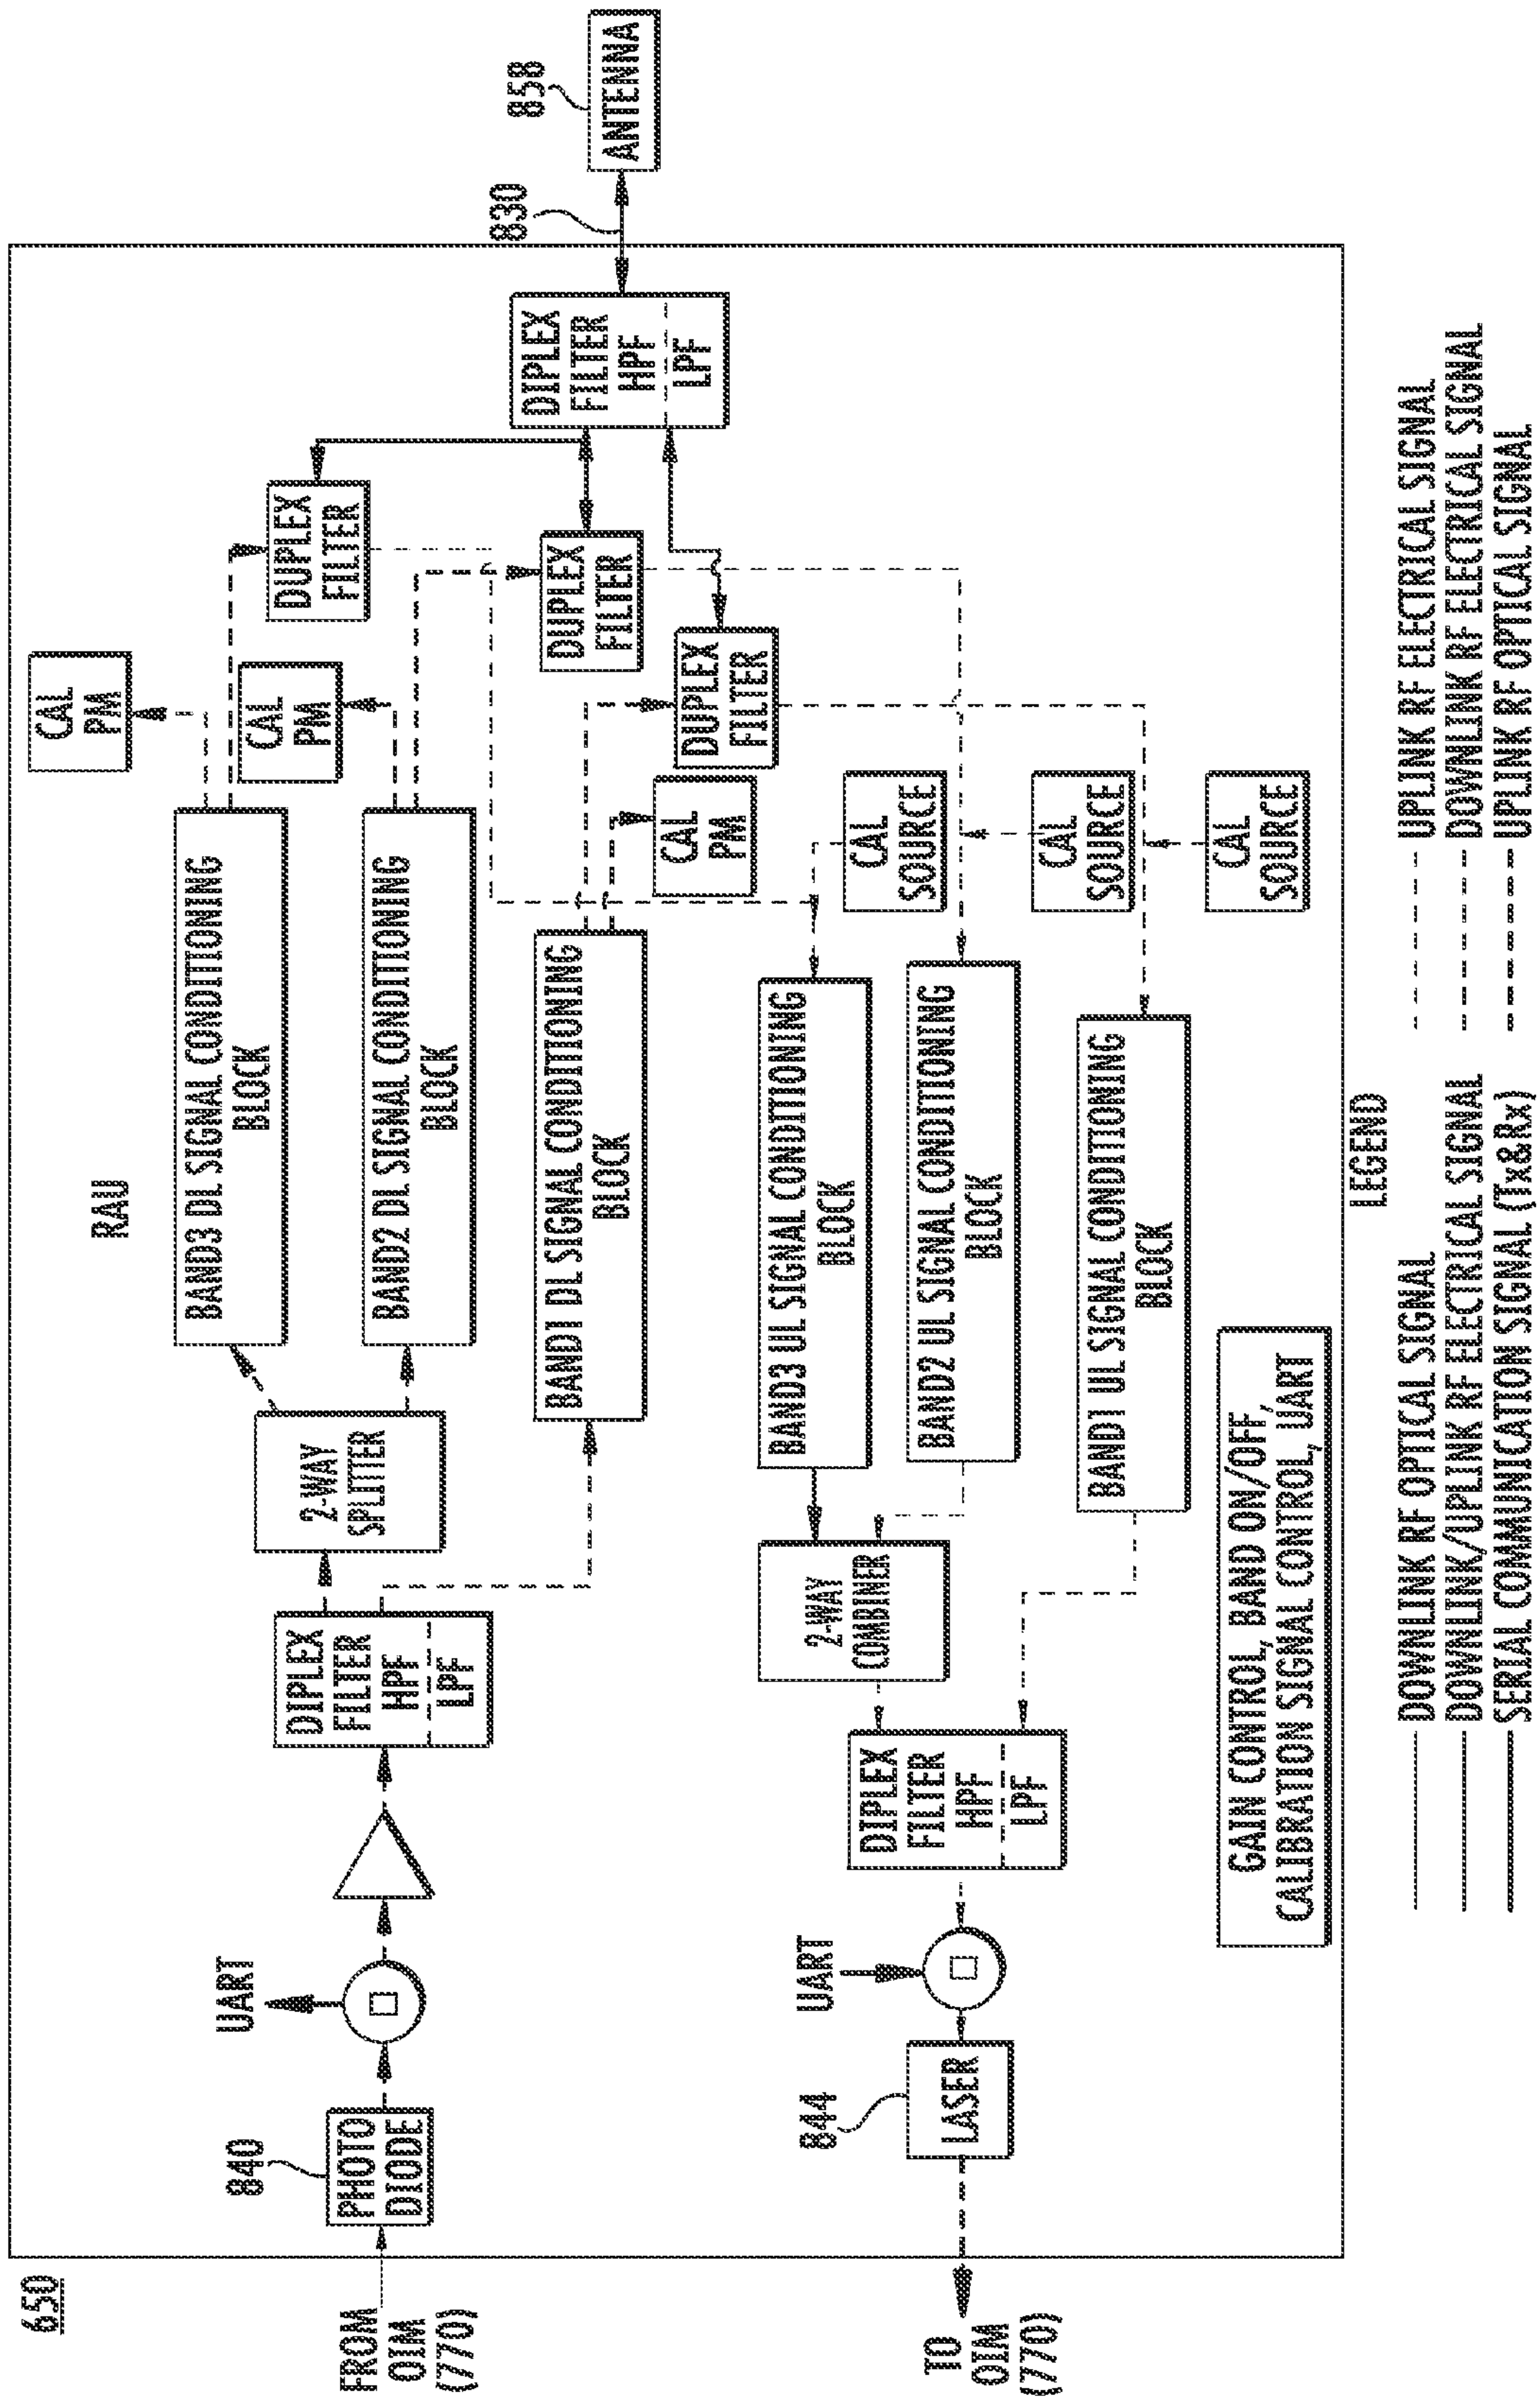 650
RAU
FROM
OIM
(770)
840
PHOTO
DIODE
UART
DIPLEX
FILTER
HPF
LPF
2-WAY
SPLITTER
BAND3 DL SIGNAL CONDITIONING
BLOCK
BAND2 DL SIGNAL CONDITIONING
BLOCK
BAND1 DL SIGNAL CONDITIONING
BLOCK
CAL
PM
CAL
PM
CAL
PM
DUPLEX
FILTER
DUPLEX
FILTER
DUPLEX
FILTER
DIPLEX
FILTER
HPF
LPF
830
858
ANTENNA
TO
OIM
(770)
844
LASER
UART
DIPLEX
FILTER
HPF
LPF
2-WAY
COMBINER
BAND3 UL SIGNAL CONDITIONING
BLOCK
BAND2 UL SIGNAL CONDITIONING
BLOCK
BAND1 UL SIGNAL CONDITIONING
BLOCK
CAL
SOURCE
CAL
SOURCE
CAL
SOURCE
GAIN CONTROL, BAND ON/OFF,
CALIBRATION SIGNAL CONTROL, UART
LEGEND
DOWNLINK RF OPTICAL SIGNAL
DOWNLINK/UPLINK RF ELECTRICAL SIGNAL
SERIAL COMMUNICATION SIGNAL (Tx&Rx)
UPLINK RF ELECTRICAL SIGNAL
DOWNLINK RF ELECTRICAL SIGNAL
UPLINK RF OPTICAL SIGNAL